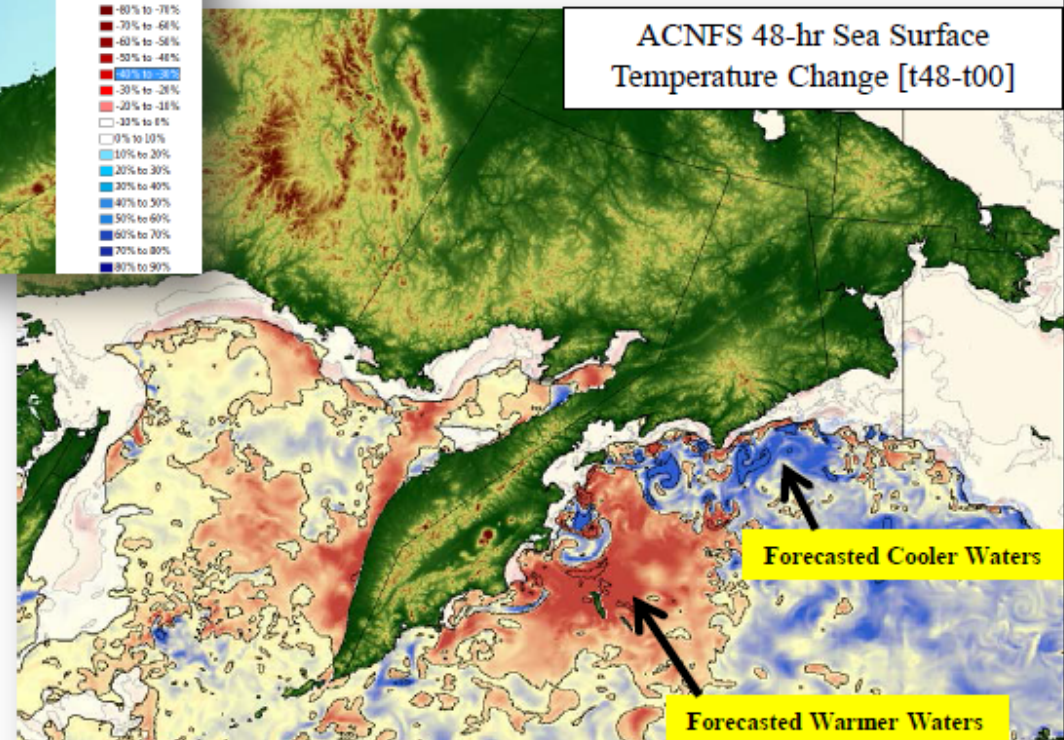 -80% to -70%
-70% to -60%
-60% to -50%
-50% to -40%
-40% to -30%
-30% to -20%
-20% to -10%
-10% to 0%
0% to 10%
10% to 20%
20% to 30%
30% to 40%
40% to 50%
50% to 60%
60% to 70%
70% to 80%
80% to 90%
ACNFS 48-hr Sea Surface
Temperature Change [t48-t00]
Forecasted Cooler Waters
Forecasted Warmer Waters